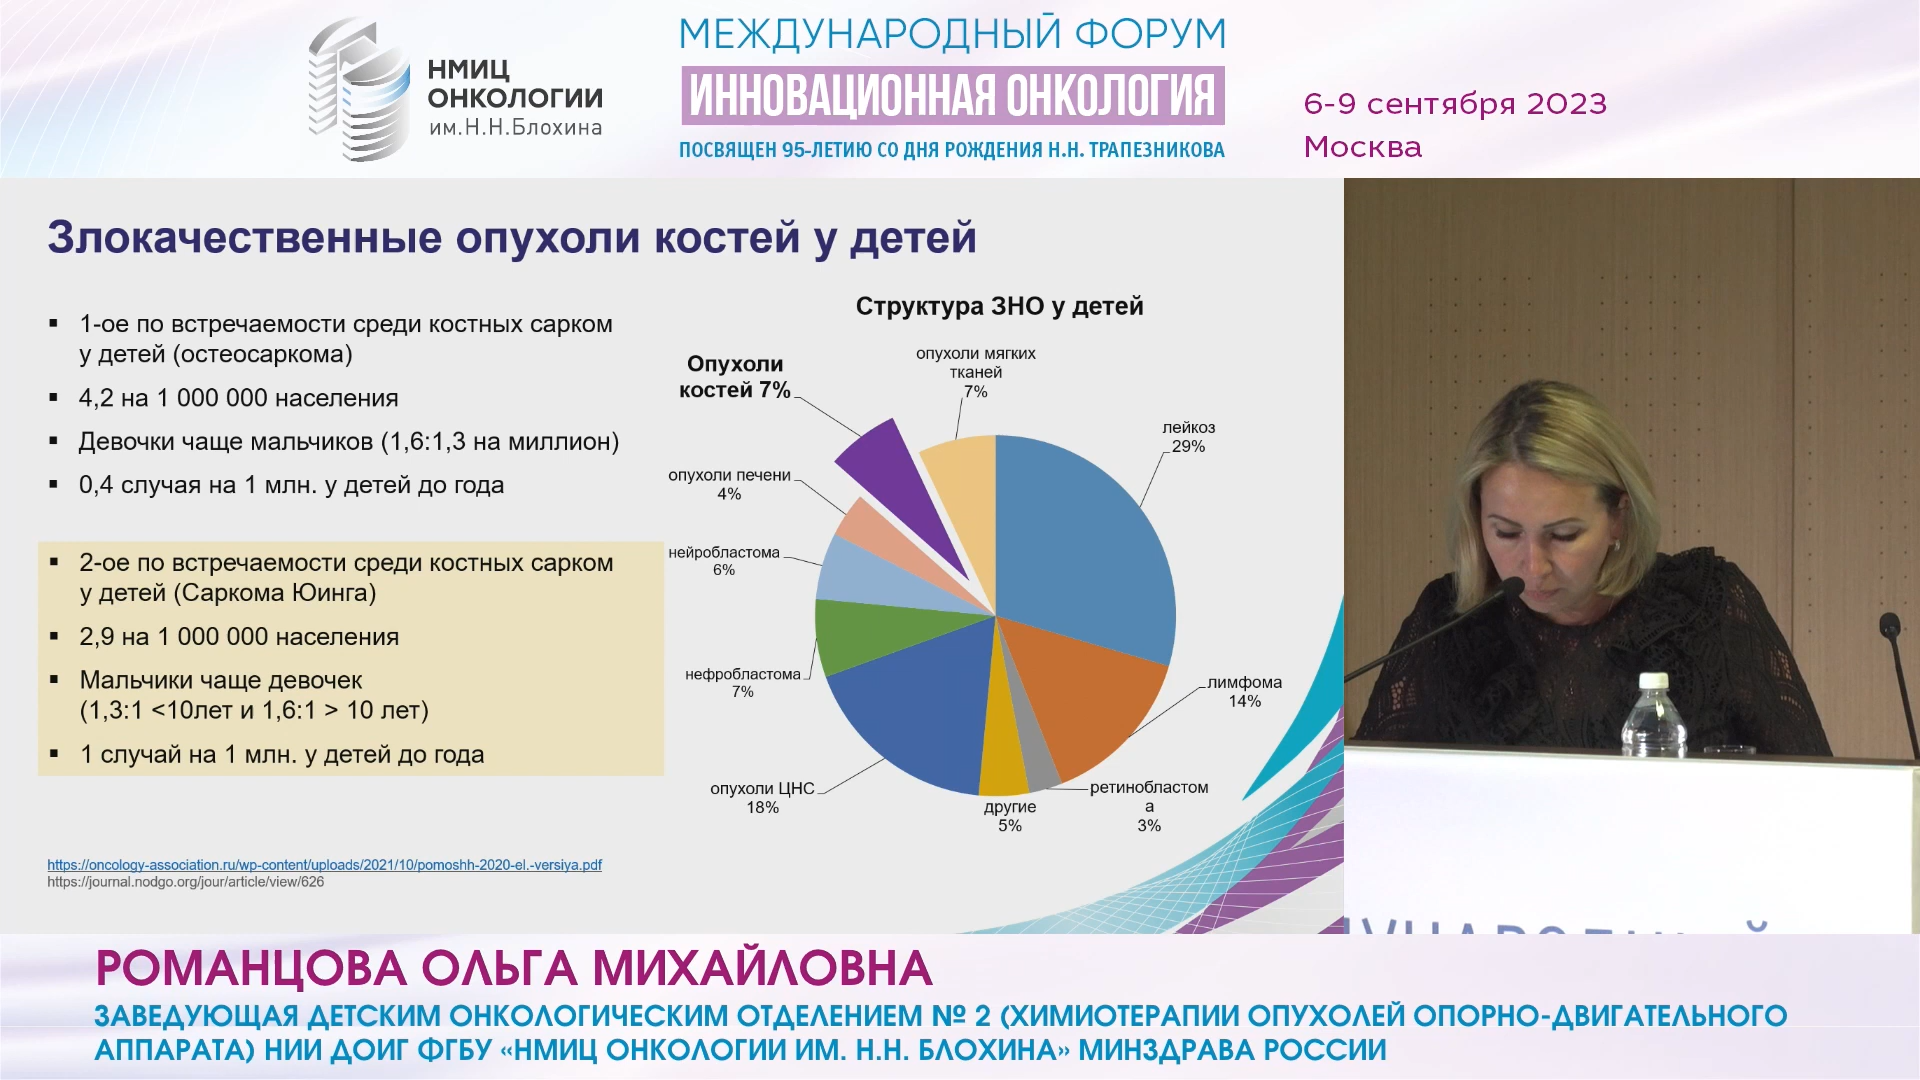 НМИЦ
ОНКОЛОГИИ
им.Н.Н.Блохина
МЕЖДУНАРОДНЫЙ ФОРУМ
ИННОВАЦИОННАЯ ОНКОЛОГИЯ
ПОСВЯЩЕН 95-ЛЕТИЮ СО ДНЯ РОЖДЕНИЯ Н.Н. ТРАПЕЗНИКОВА
6-9 сентября 2023
Москва
Злокачественные опухоли костей у детей
▪ 1-ое по встречаемости среди костных сарком
у детей (остеосаркома)
▪ 4,2 на 1 000 000 населения
▪ Девочки чаще мальчиков (1,6:1,3 на миллион)
▪ 0,4 случая на 1 млн. у детей до года
▪ 2-ое по встречаемости среди костных сарком
у детей (Саркома Юинга)
▪ 2,9 на 1 000 000 населения
▪ Мальчики чаще девочек
(1,3:1 <10лет и 1,6:1 > 10 лет)
▪ 1 случай на 1 млн. у детей до года
https://oncology-association.ru/wp-content/uploads/2021/10/pomoshh-2020-el.-versiya.pdf
https://journal.nodgo.org/jour/article/view/626
Структура ЗНО у детей
Опухоли
костей 7%
опухоли мягких
тканей
7%
лейкоз
29%
опухоли печени
4%
нейробластома
6%
нефробластома
7%
лимфома
14%
опухоли ЦНС
18%
другие
5%
ретинобластом
а
3%
РОМАНЦОВА ОЛЬГА МИХАЙЛОВНА
ЗАВЕДУЮЩАЯ ДЕТСКИМ ОНКОЛОГИЧЕСКИМ ОТДЕЛЕНИЕМ № 2 (ХИМИОТЕРАПИИ ОПУХОЛЕЙ ОПОРНО-ДВИГАТЕЛЬНОГО
АППАРАТА) НИИ ДОИГ ФГБУ «НМИЦ ОНКОЛОГИИ ИМ. Н.Н. БЛОХИНА» МИНЗДРАВА РОССИИ